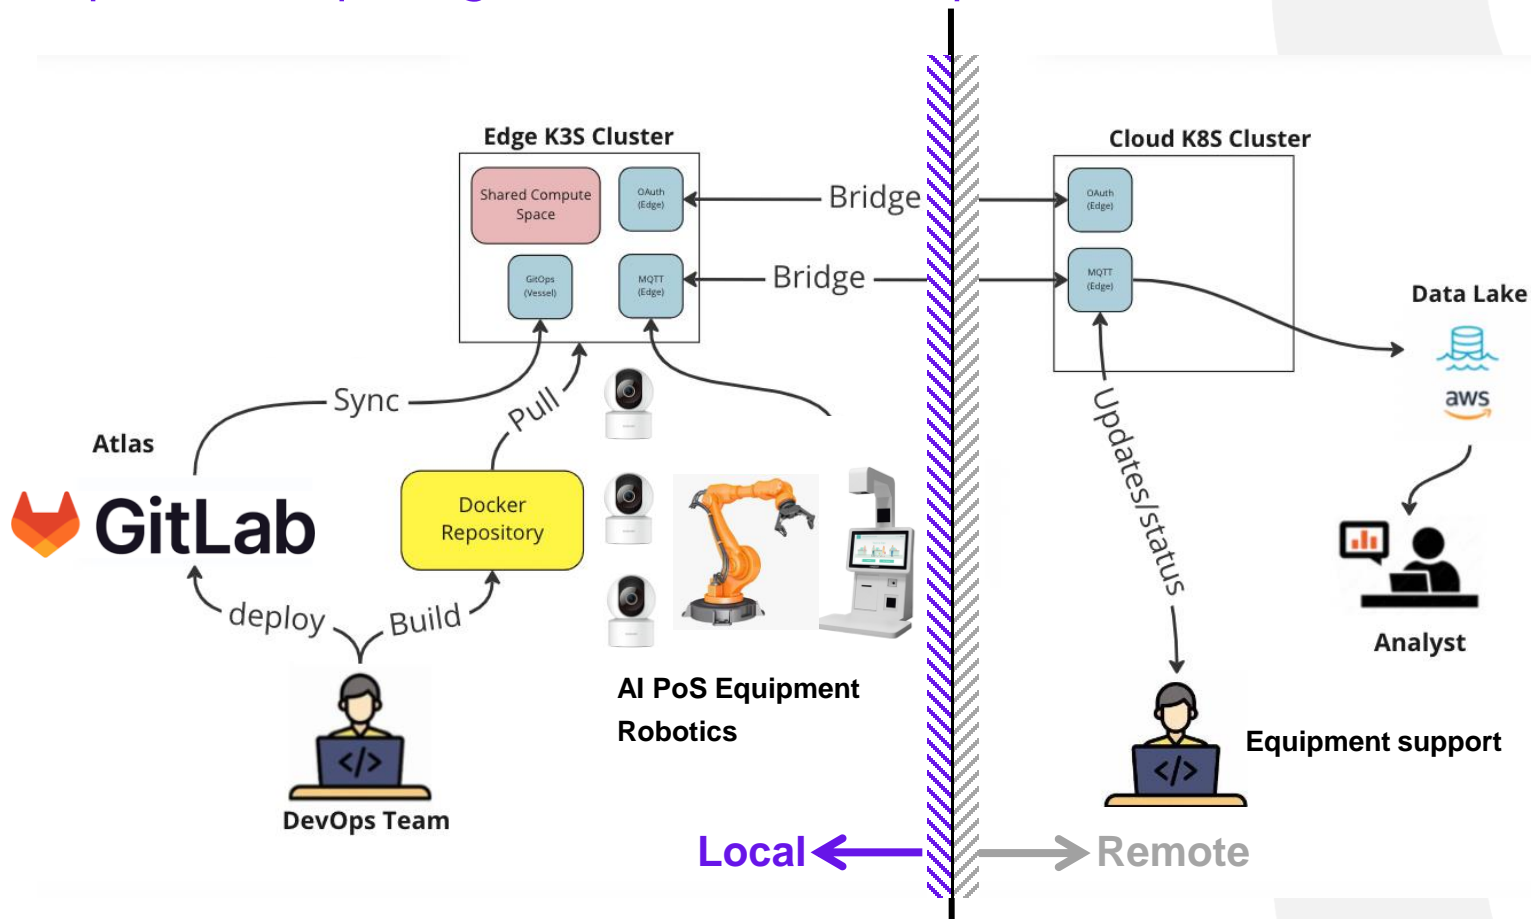 Edge K3S Cluster
Shared Compute
Space
OAuth
(Edge)
GitOps
(Vessel)
MQTT
(Edge)
Bridge
Bridge
Cloud K8S Cluster
OAuth
(Edge)
MQTT
(Edge)
Data Lake
aws
Analyst
Updates/status
Equipment support
Sync
Pull
Atlas
GitLab
Docker
Repository
deploy
Build
DevOps Team
AI PoS Equipment
Robotics
Local
Remote